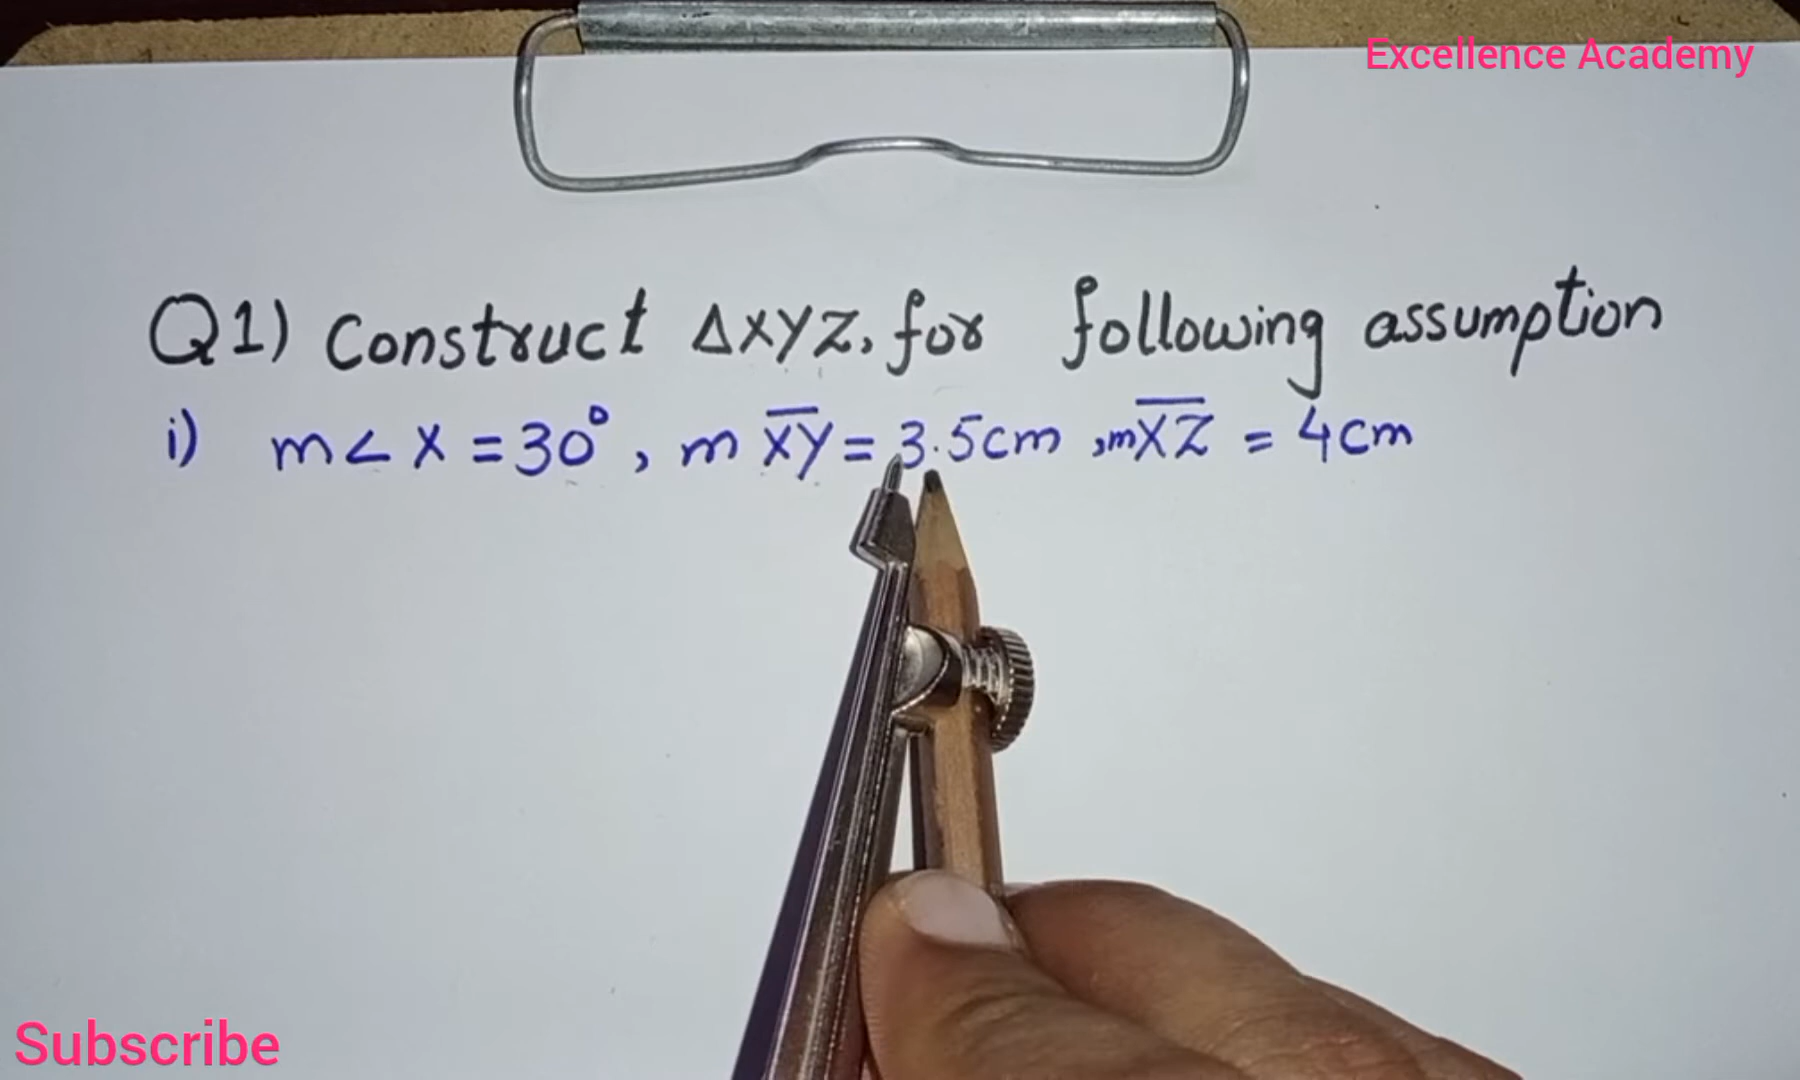 Excellence Academy
Q1) Construct ΔXYZ, for following assumption
i) m∠X = 30°, m X̅Y̅ = 3.5cm, mX̅Z̅ = 4cm
Subscribe